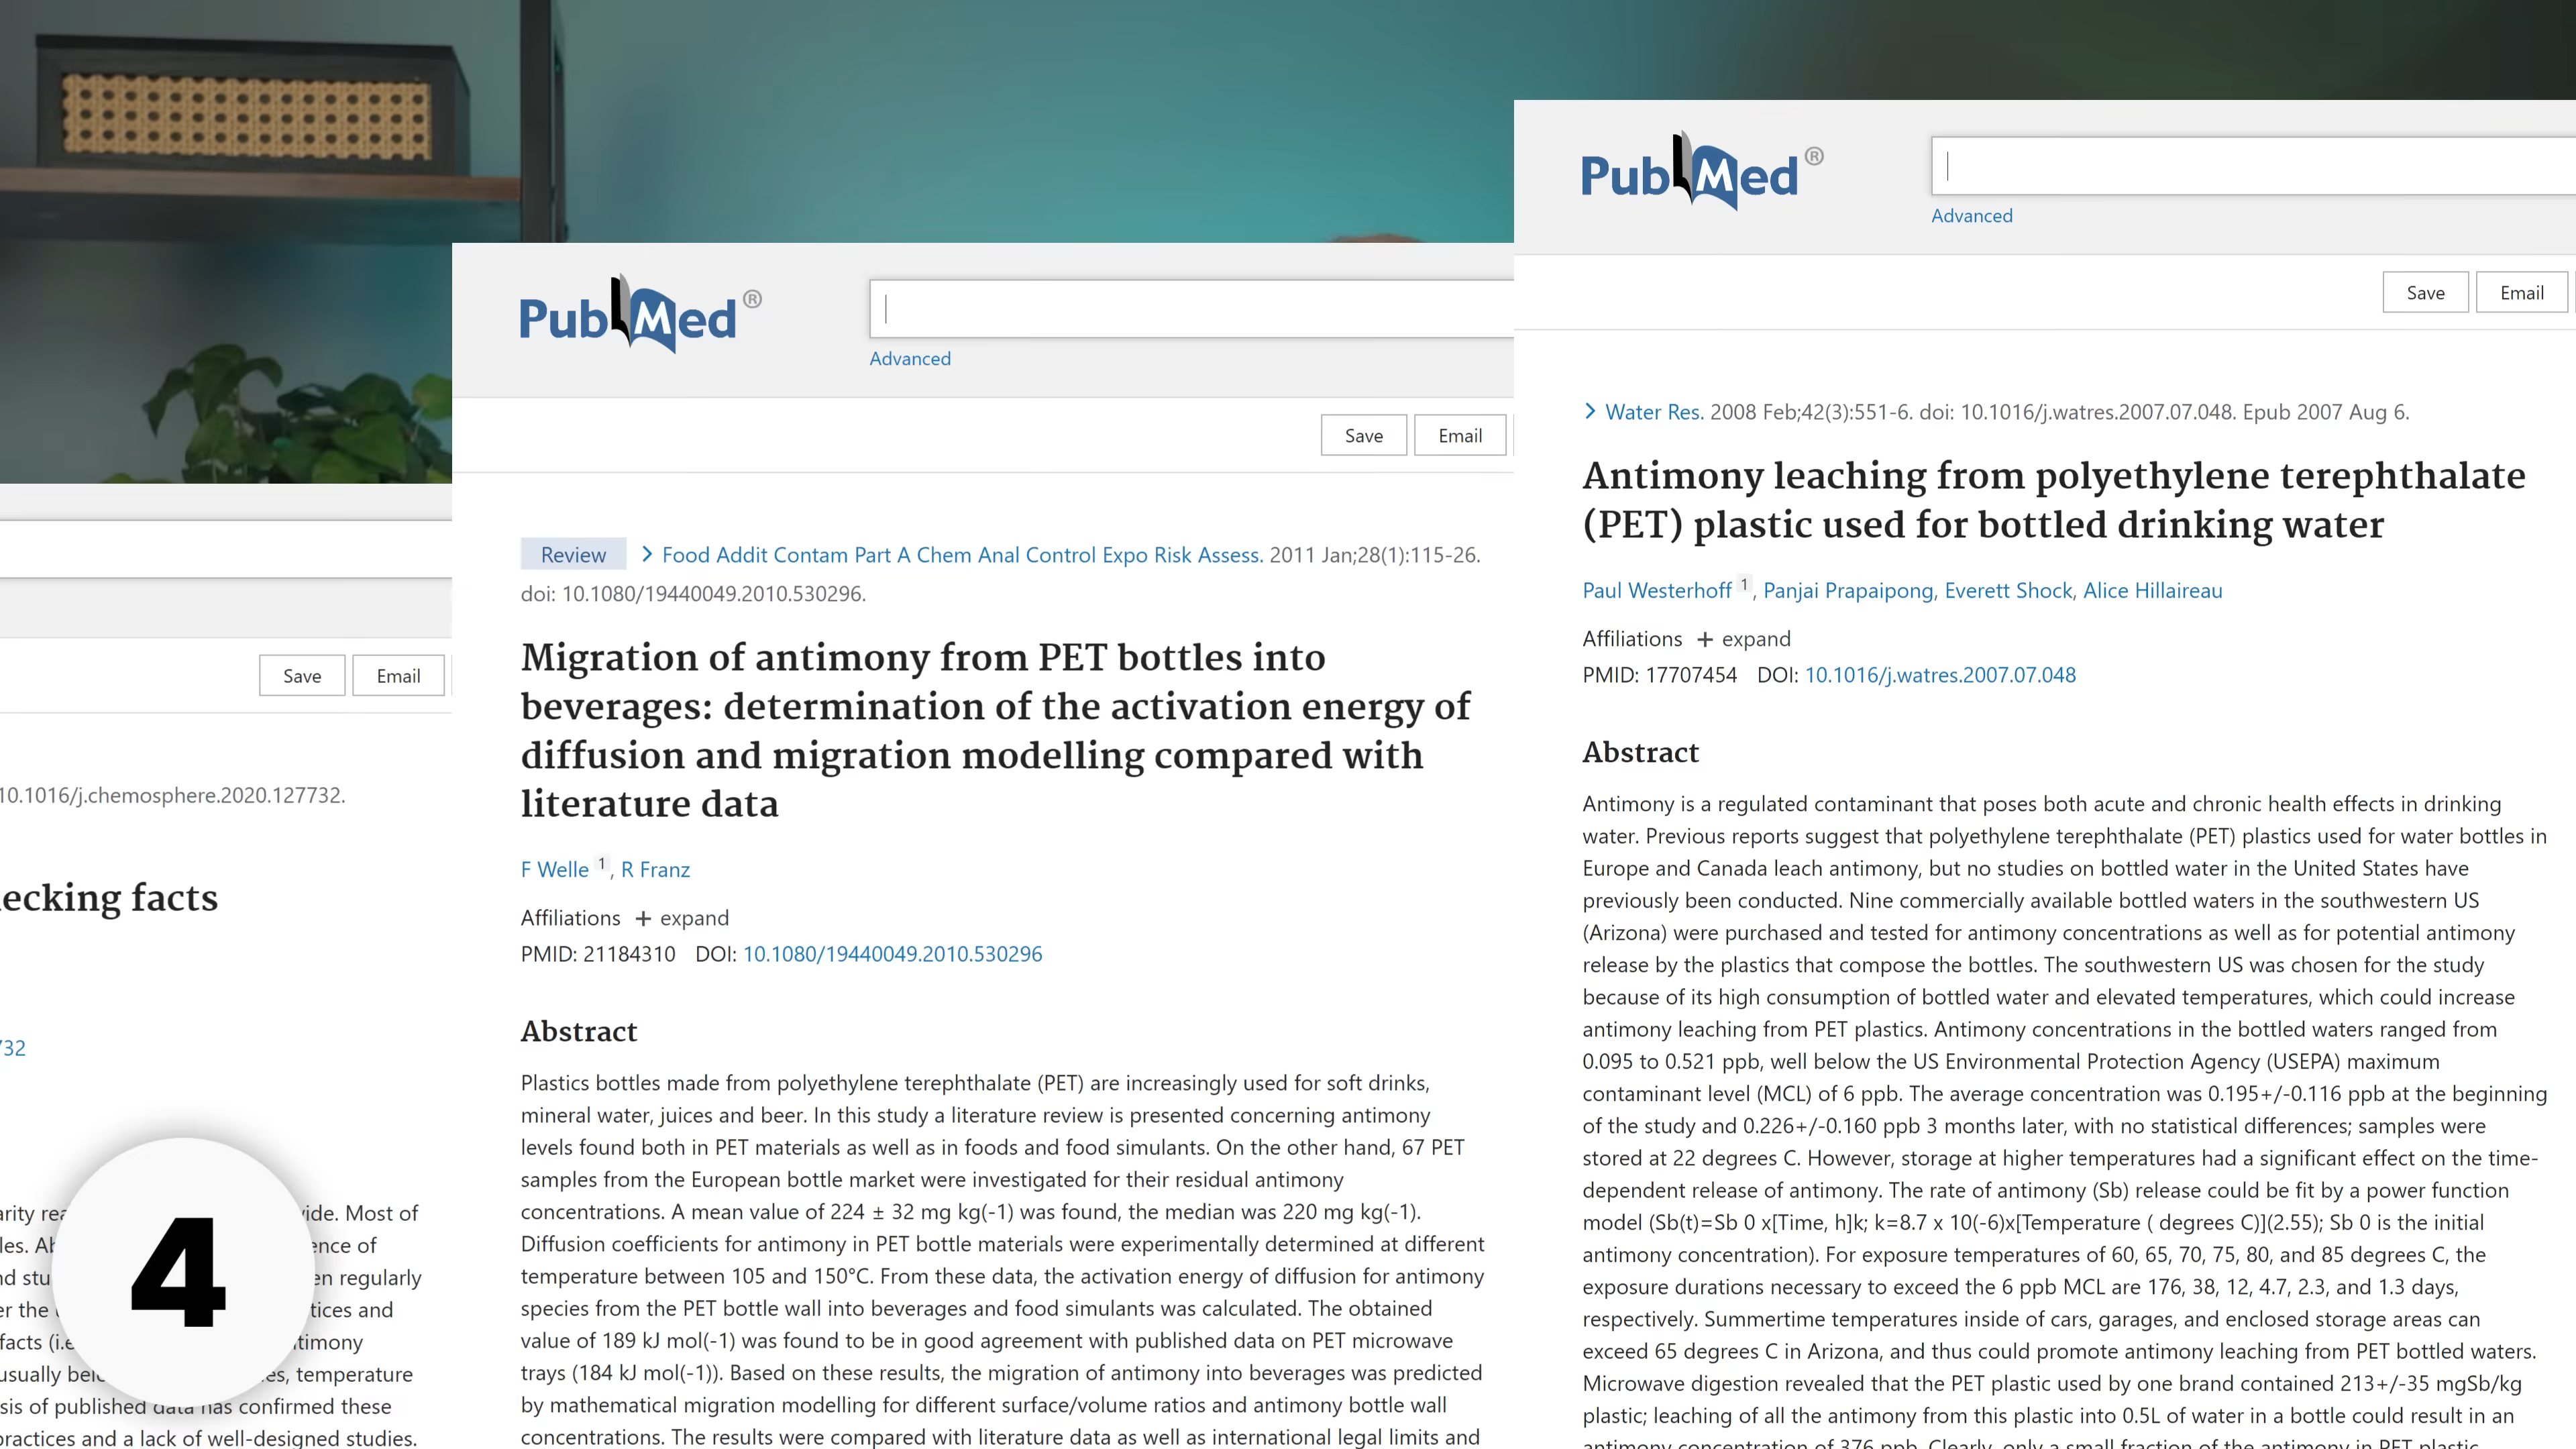 Save
Email
10.1016/j.chemosphere.2020.127732.
ecking facts
32
4
arity
ide. Most of
les.
ence of
regularly
er the
tices and
facts (i.e
timony
usually
temperature
sis of published data has confirmed these
practices and a lack of well-designed studies.
PubMed®
Advanced
Save
Email
Review
Food Addit Contam Part A Chem Anal Control Expo Risk Assess. 2011 Jan;28(1):115-26.
doi: 10.1080/19440049.2010.530296.
Migration of antimony from PET bottles into
beverages: determination of the activation energy of
diffusion and migration modelling compared with
literature data
F Welle 1, R Franz
Affiliations + expand
PMID: 21184310 DOI: 10.1080/19440049.2010.530296
Abstract
Plastics bottles made from polyethylene terephthalate (PET) are increasingly used for soft drinks,
mineral water, juices and beer. In this study a literature review is presented concerning antimony
levels found both in PET materials as well as in foods and food simulants. On the other hand, 67 PET
samples from the European bottle market were investigated for their residual antimony
concentrations. A mean value of 224 ± 32 mg kg(-1) was found, the median was 220 mg kg(-1).
Diffusion coefficients for antimony in PET bottle materials were experimentally determined at different
temperature between 105 and 150°C. From these data, the activation energy of diffusion for antimony
species from the PET bottle wall into beverages and food simulants was calculated. The obtained
value of 189 kJ mol(-1) was found to be in good agreement with published data on PET microwave
trays (184 kJ mol(-1)). Based on these results, the migration of antimony into beverages was predicted
by mathematical migration modelling for different surface/volume ratios and antimony bottle wall
concentrations. The results were compared with literature data as well as international legal limits and
PubMed®
Advanced
Save
Email
Water Res. 2008 Feb;42(3):551-6. doi: 10.1016/j.watres.2007.07.048. Epub 2007 Aug 6.
Antimony leaching from polyethylene terephthalate
(PET) plastic used for bottled drinking water
Paul Westerhoff 1, Panjai Prapaipong, Everett Shock, Alice Hillaireau
Affiliations + expand
PMID: 17707454 DOI: 10.1016/j.watres.2007.07.048
Abstract
Antimony is a regulated contaminant that poses both acute and chronic health effects in drinking
water. Previous reports suggest that polyethylene terephthalate (PET) plastics used for water bottles in
Europe and Canada leach antimony, but no studies on bottled water in the United States have
previously been conducted. Nine commercially available bottled waters in the southwestern US
(Arizona) were purchased and tested for antimony concentrations as well as for potential antimony
release by the plastics that compose the bottles. The southwestern US was chosen for the study
because of its high consumption of bottled water and elevated temperatures, which could increase
antimony leaching from PET plastics. Antimony concentrations in the bottled waters ranged from
0.095 to 0.521 ppb, well below the US Environmental Protection Agency (USEPA) maximum
contaminant level (MCL) of 6 ppb. The average concentration was 0.195+/-0.116 ppb at the beginning
of the study and 0.226+/-0.160 ppb 3 months later, with no statistical differences; samples were
stored at 22 degrees C. However, storage at higher temperatures had a significant effect on the time-
dependent release of antimony. The rate of antimony (Sb) release could be fit by a power function
model (Sb(t)=Sb 0 x[Time, h]k; k=8.7 x 10(-6)x[Temperature ( degrees C)](2.55); Sb 0 is the initial
antimony concentration). For exposure temperatures of 60, 65, 70, 75, 80, and 85 degrees C, the
exposure durations necessary to exceed the 6 ppb MCL are 176, 38, 12, 4.7, 2.3, and 1.3 days,
respectively. Summertime temperatures inside of cars, garages, and enclosed storage areas can
exceed 65 degrees C in Arizona, and thus could promote antimony leaching from PET bottled waters.
Microwave digestion revealed that the PET plastic used by one brand contained 213+/-35 mgSb/kg
plastic; leaching of all the antimony from this plastic into 0.5L of water in a bottle could result in an
antimony concentration of 376 ppb. Clearly, only a small fraction of the antimony in PET plastic